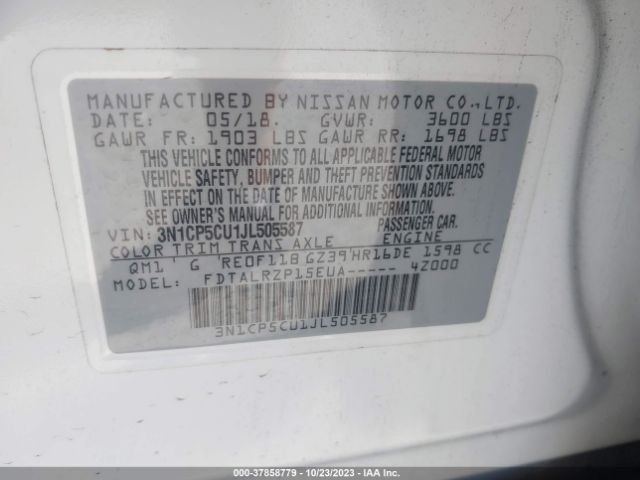 MANUFACTURED BY NISSAN MOTOR CO.,LTD.
DATE: 05/18. GVWR: 3600 LBS
GAWR FR: 1903 LBS GAWR RR: 1698 LBS
THIS VEHICLE CONFORMS TO ALL APPLICABLE FEDERAL MOTOR
VEHICLE SAFETY, BUMPER AND THEFT PREVENTION STANDARDS
IN EFFECT ON THE DATE OF MANUFACTURE SHOWN ABOVE.
SEE OWNER'S MANUAL FOR ADDITIONAL INFORMATION.
VIN: 3N1CP5CU1JL505587 PASSENGER CAR.
COLOR TRIM TRANS AXLE ENGINE
QM1 ' G 'RE0F11B GZ39'HR16DE 1598 CC
MODEL: FDTALRZP15EUA----- 4Z000
3N1CP5CU1JL505587
000-37858779 - 10/23/2023 - IAA Inc.